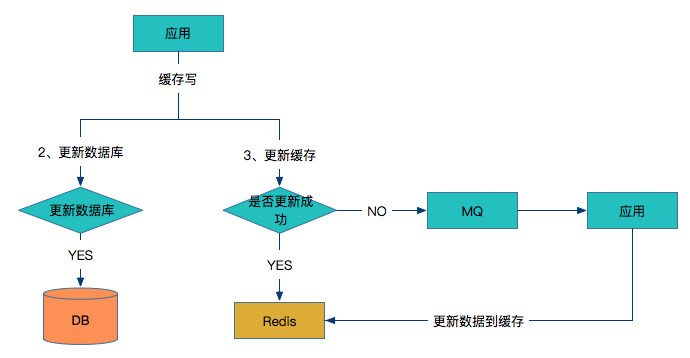 应用
缓存写
2、更新数据库
3、更新缓存
更新数据库
是否更新成
功
NO
MQ
应用
YES
YES
DB
Redis
更新数据到缓存